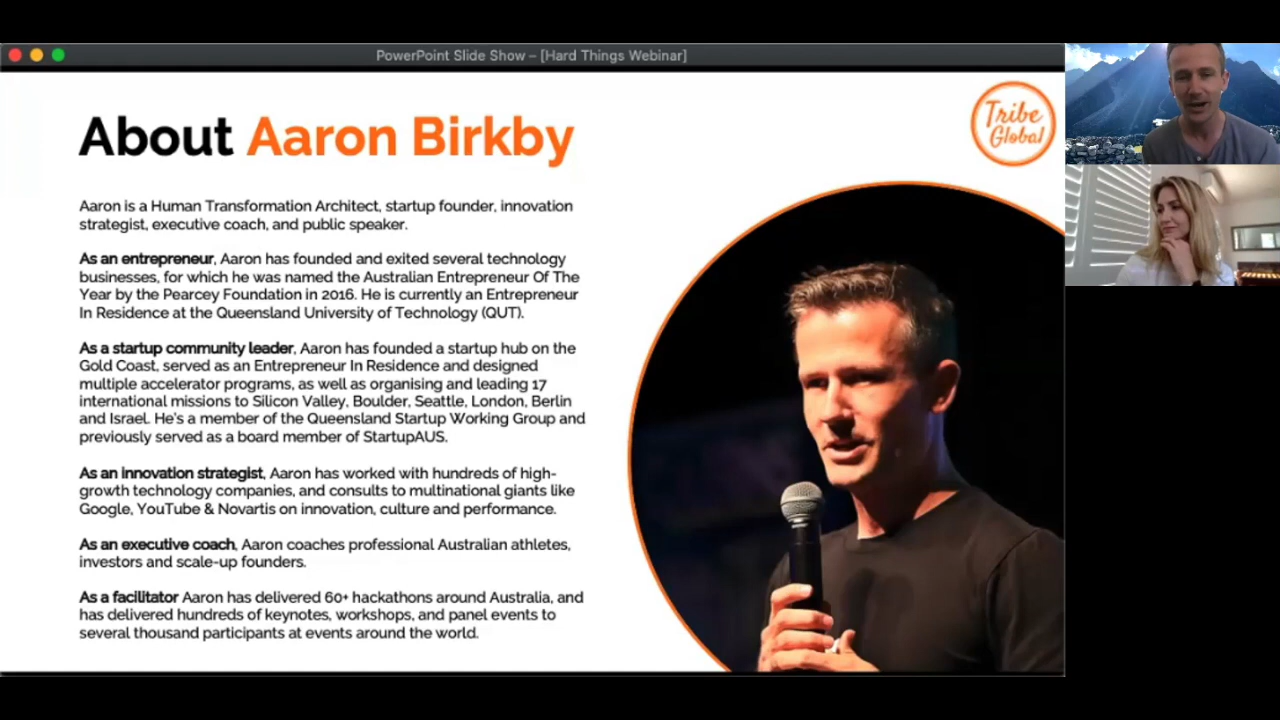 PowerPoint Slide Show – [Hard Things Webinar]
About Aaron Birkby
Tribe
Global
Aaron is a Human Transformation Architect, startup founder, innovation
strategist, executive coach, and public speaker.
As an entrepreneur, Aaron has founded and exited several technology
businesses, for which he was named the Australian Entrepreneur Of The
Year by the Pearcey Foundation in 2016. He is currently an Entrepreneur
In Residence at the Queensland University of Technology (QUT).
As a startup community leader, Aaron has founded a startup hub on the
Gold Coast, served as an Entrepreneur In Residence and designed
multiple accelerator programs, as well as organising and leading 17
international missions to Silicon Valley, Boulder, Seattle, London, Berlin
and Israel. He's a member of the Queensland Startup Working Group and
previously served as a board member of StartupAUS.
As an innovation strategist, Aaron has worked with hundreds of high-
growth technology companies, and consults to multinational giants like
Google, YouTube & Novartis on innovation, culture and performance.
As an executive coach, Aaron coaches professional Australian athletes,
investors and scale-up founders.
As a facilitator Aaron has delivered 60+ hackathons around Australia, and
has delivered hundreds of keynotes, workshops, and panel events to
several thousand participants at events around the world.